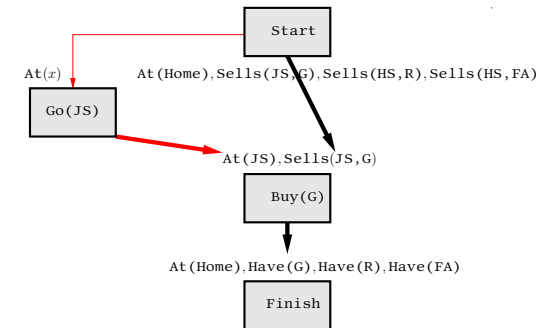 Start
At(x)
At(Home),Sells(JS,G),Sells(HS,R),Sells(HS,FA)
Go(JS)
At(JS),Sells(JS,G)
Buy(G)
At(Home),Have(G),Have(R),Have(FA)
Finish